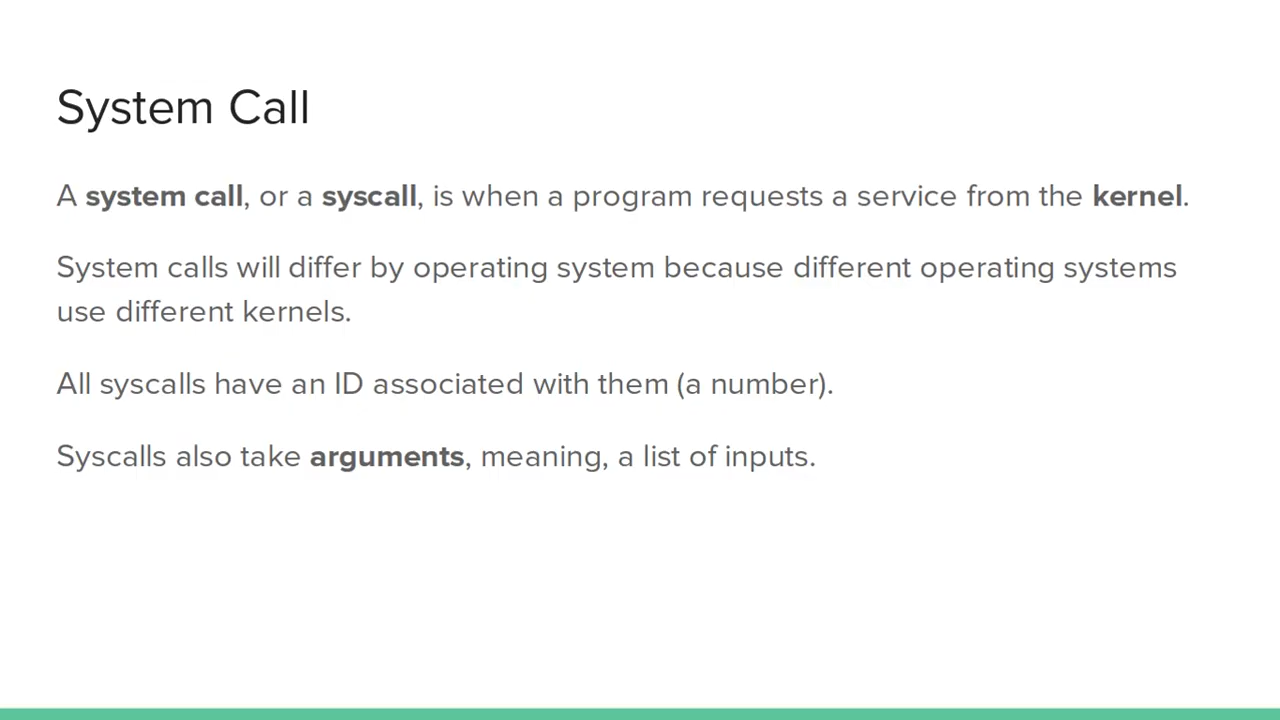 System Call
A system call, or a syscall, is when a program requests a service from the kernel.
System calls will differ by operating system because different operating systems
use different kernels.
All syscalls have an ID associated with them (a number).
Syscalls also take arguments, meaning, a list of inputs.